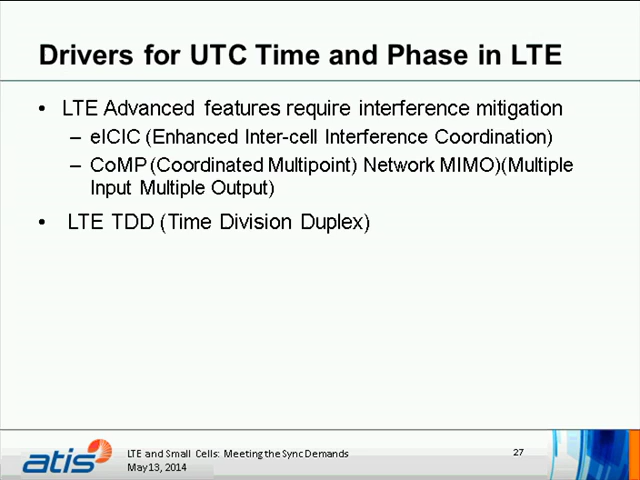 Drivers for UTC Time and Phase in LTE
• LTE Advanced features require interference mitigation
– eICIC (Enhanced Inter-cell Interference Coordination)
– CoMP (Coordinated Multipoint) Network MIMO)(Multiple
Input Multiple Output)
• LTE TDD (Time Division Duplex)
atis
LTE and Small Cells: Meeting the Sync Demands
May 13, 2014
27